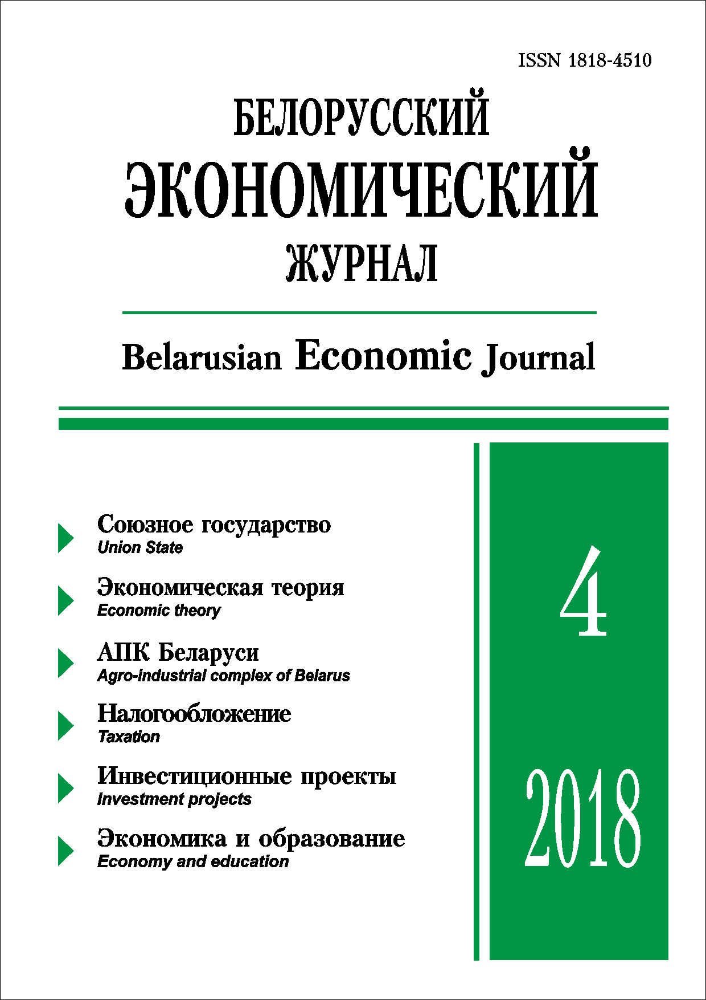 ISSN 1818-4510
БЕЛОРУССКИЙ
ЭКОНОМИЧЕСКИЙ
ЖУРНАЛ
Belarusian Economic Journal
Союзное государство
Union State
Экономическая теория
Economic theory
АПК Беларуси
Agro-industrial complex of Belarus
Налогообложение
Taxation
Инвестиционные проекты
Investment projects
Экономика и образование
Economy and education
4
2018